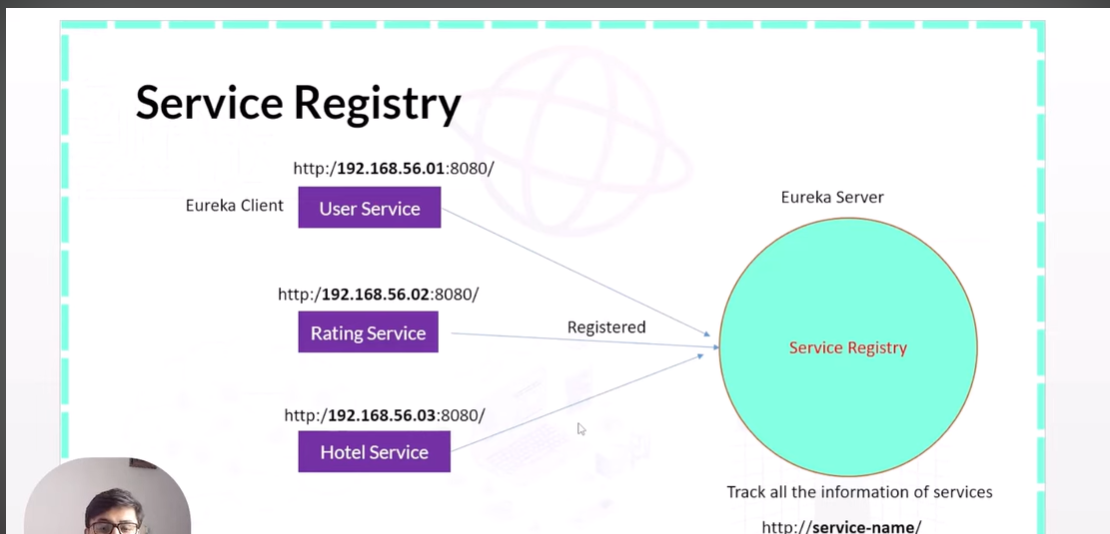 Service Registry
http:/192.168.56.01:8080/
Eureka Client
User Service
Eureka Server
http:/192.168.56.02:8080/
Rating Service
Registered
Service Registry
http:/192.168.56.03:8080/
Hotel Service
Track all the information of services
http://service-name/